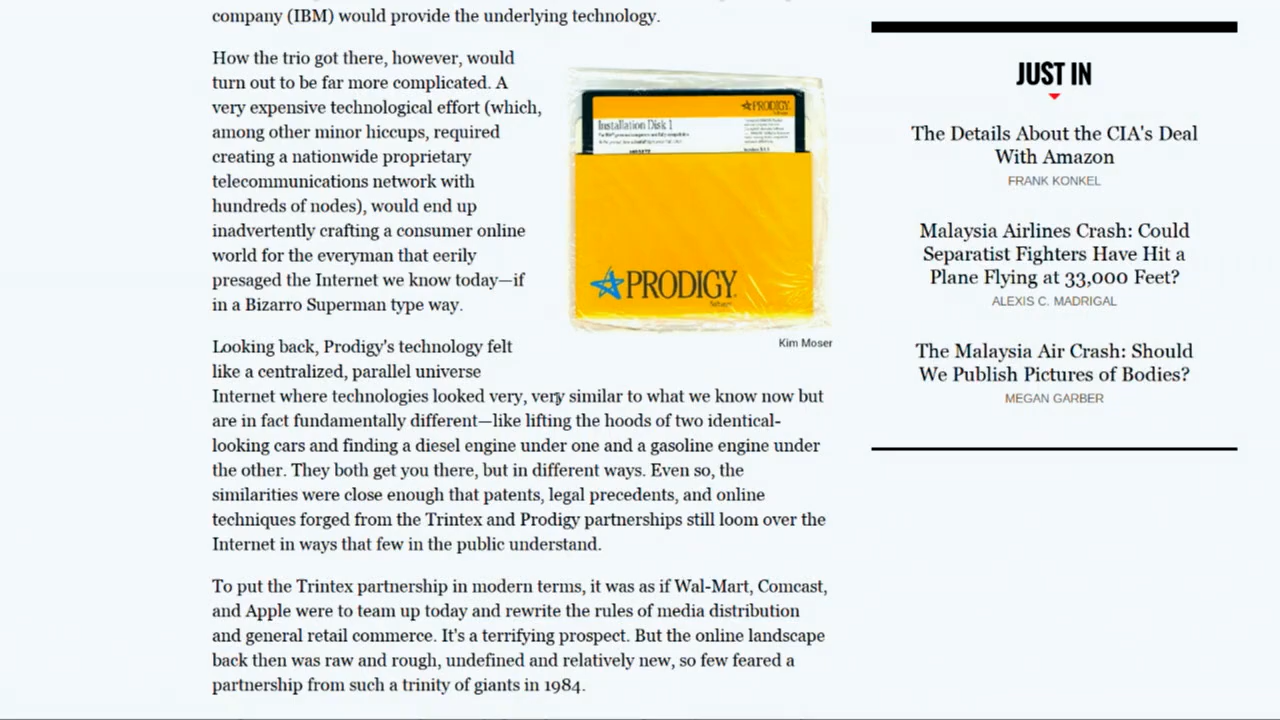 company (IBM) would provide the underlying technology.
How the trio got there, however, would
turn out to be far more complicated. A
very expensive technological effort (which,
among other minor hiccups, required
creating a nationwide proprietary
telecommunications network with
hundreds of nodes), would end up
inadvertently crafting a consumer online
world for the everyman that eerily
presaged the Internet we know today—if
in a Bizarro Superman type way.
PRODIGY
Installation Disk 1
PRODIGY
Kim Moser
Looking back, Prodigy's technology felt
like a centralized, parallel universe
Internet where technologies looked very, very similar to what we know now but
are in fact fundamentally different—like lifting the hoods of two identical-
looking cars and finding a diesel engine under one and a gasoline engine under
the other. They both get you there, but in different ways. Even so, the
similarities were close enough that patents, legal precedents, and online
techniques forged from the Trintex and Prodigy partnerships still loom over the
Internet in ways that few in the public understand.
To put the Trintex partnership in modern terms, it was as if Wal-Mart, Comcast,
and Apple were to team up today and rewrite the rules of media distribution
and general retail commerce. It's a terrifying prospect. But the online landscape
back then was raw and rough, undefined and relatively new, so few feared a
partnership from such a trinity of giants in 1984.
JUST IN
The Details About the CIA's Deal
With Amazon
FRANK KONKEL
Malaysia Airlines Crash: Could
Separatist Fighters Have Hit a
Plane Flying at 33,000 Feet?
ALEXIS C. MADRIGAL
The Malaysia Air Crash: Should
We Publish Pictures of Bodies?
MEGAN GARBER